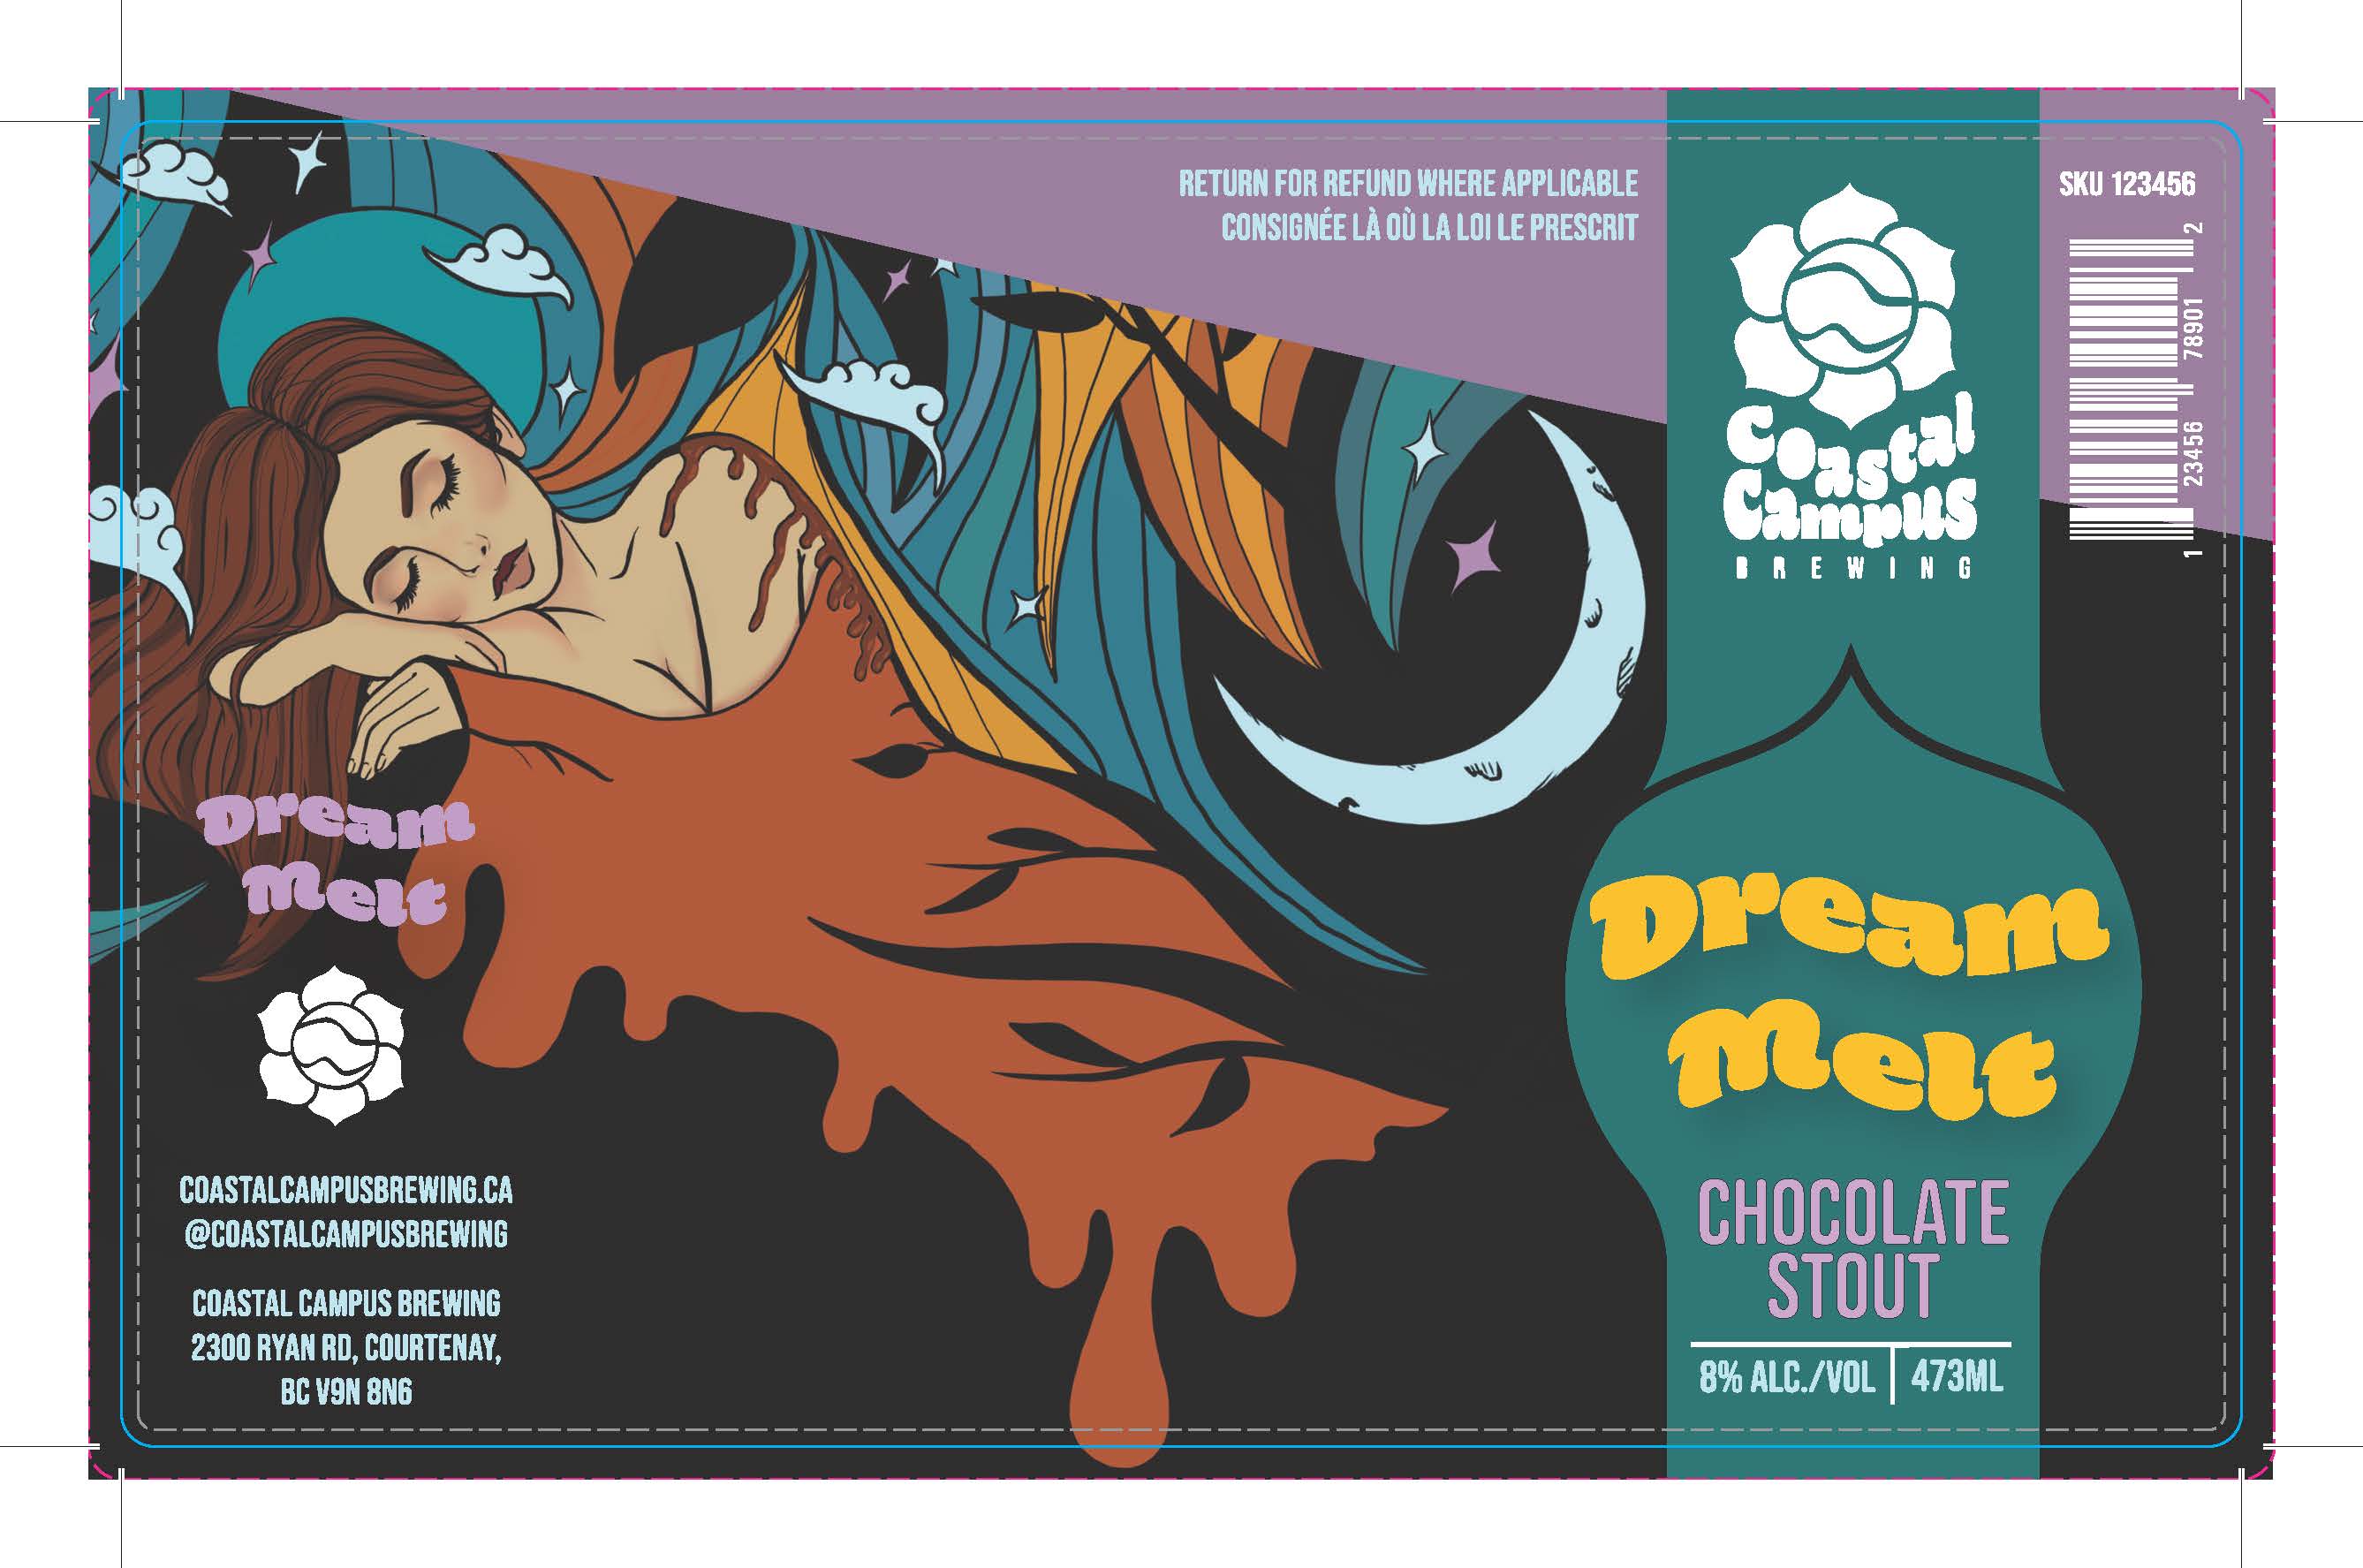 RETURN FOR REFUND WHERE APPLICABLE
CONSIGNÉE LÀ OÙ LA LOI LE PRESCRIT
Dream
Melt
COASTALCAMPUSBREWING.CA
@COASTALCAMPUSBREWING
COASTAL CAMPUS BREWING
2300 RYAN RD, COURTENAY,
BC V9N 8N6
Coastal
Campus
BREWING
Dream
Melt
CHOCOLATE
STOUT
8% ALC./VOL
473ML
SKU 123456
1 23456 78901 2